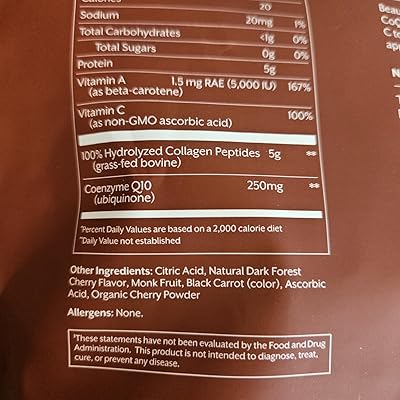 Calories 20
Sodium 20mg 1%
Total Carbohydrates <1g 0%
Total Sugars 0g 0%
Protein 5g
Vitamin A 1.5 mg RAE (5,000 IU) 167%
(as beta-carotene)
Vitamin C 100%
(as non-GMO ascorbic acid)
100% Hydrolyzed Collagen Peptides 5g **
(grass-fed bovine)
Coenzyme Q10 250mg **
(ubiquinone)
*Percent Daily Values are based on a 2,000 calorie diet
**Daily Value not established
Other Ingredients: Citric Acid, Natural Dark Forest
Cherry Flavor, Monk Fruit, Black Carrot (color), Ascorbic
Acid, Organic Cherry Powder
Allergens: None.
†These statements have not been evaluated by the Food and Drug
Administration. This product is not intended to diagnose, treat,
cure, or prevent any disease.
Beau
CoQ
C to